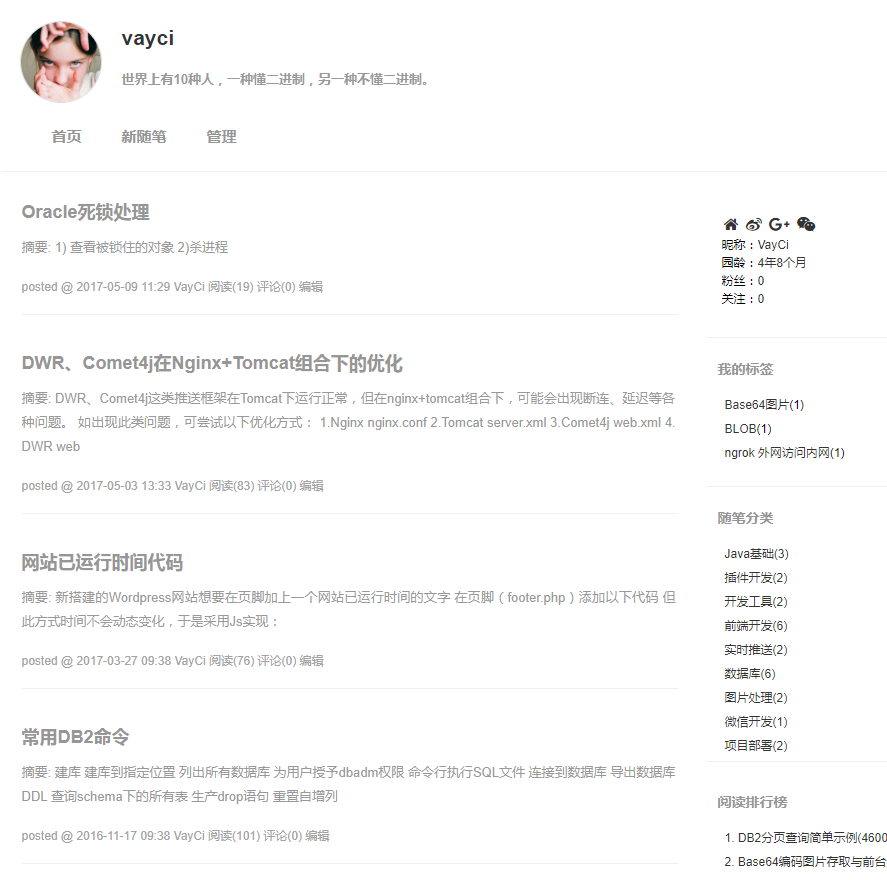 vayci
世界上有10种人，一种懂二进制，另一种不懂二进制。
首页 新随笔 管理
Oracle死锁处理
摘要: 1) 查看被锁住的对象 2)杀进程
posted @ 2017-05-09 11:29 VayCi 阅读(19) 评论(0) 编辑
DWR、Comet4j在Nginx+Tomcat组合下的优化
摘要: DWR、Comet4j这类推送框架在Tomcat下运行正常，但在nginx+tomcat组合下，可能会出现断连、延迟等各
种问题。 如出现此类问题，可尝试以下优化方式： 1.Nginx nginx.conf 2.Tomcat server.xml 3.Comet4j web.xml 4.
DWR web
posted @ 2017-05-03 13:33 VayCi 阅读(83) 评论(0) 编辑
网站已运行时间代码
摘要: 新搭建的Wordpress网站想要在页脚加上一个网站已运行时间的文字 在页脚（footer.php）添加以下代码 但
此方式时间不会动态变化，于是采用Js实现：
posted @ 2017-03-27 09:38 VayCi 阅读(76) 评论(0) 编辑
常用DB2命令
摘要: 建库 建库到指定位置 列出所有数据库 为用户授予dbadm权限 命令行执行SQL文件 连接到数据库 导出数据库
DDL 查询schema下的所有表 生产drop语句 重置自增列
posted @ 2016-11-17 09:38 VayCi 阅读(101) 评论(0) 编辑
昵称：VayCi
园龄：4年8个月
粉丝：0
关注：0
我的标签
Base64图片(1)
BLOB(1)
ngrok 外网访问内网(1)
随笔分类
Java基础(3)
插件开发(2)
开发工具(2)
前端开发(6)
实时推送(2)
数据库(6)
图片处理(2)
微信开发(1)
项目部署(2)
阅读排行榜
1. DB2分页查询简单示例(4600
2. Base64编码图片存取与前台